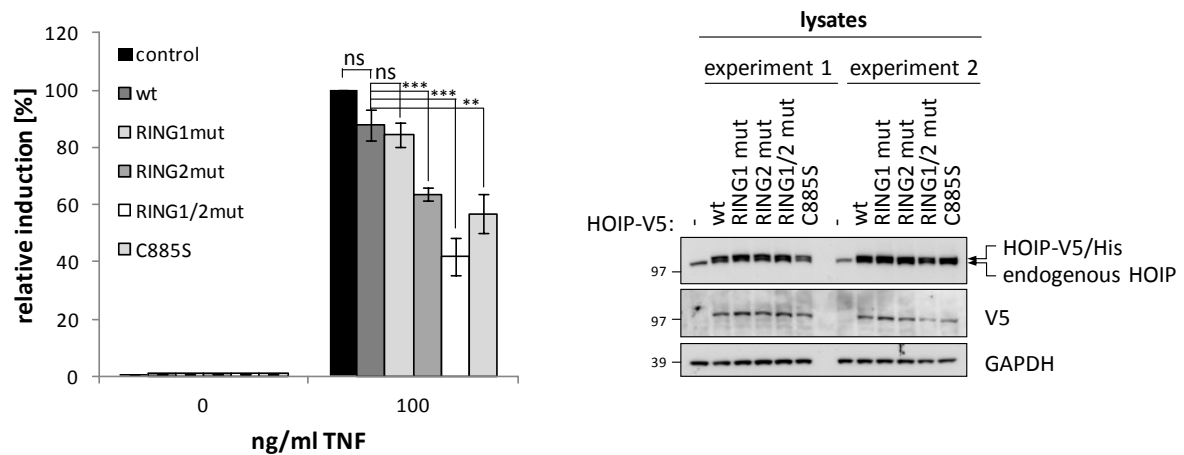 relative induction [%]
120
100
80
60
40
20
0
control
wt
RING1mut
RING2mut
RING1/2mut
C885S
ns
ns
***
***
**
0
100
ng/ml TNF
lysates
experiment 1
experiment 2
HOIP-V5:
-
wt
RING1 mut
RING2 mut
RING1/2 mut
C885S
-
wt
RING1 mut
RING2 mut
RING1/2 mut
C885S
97
HOIP-V5/His
endogenous HOIP
97
V5
39
GAPDH